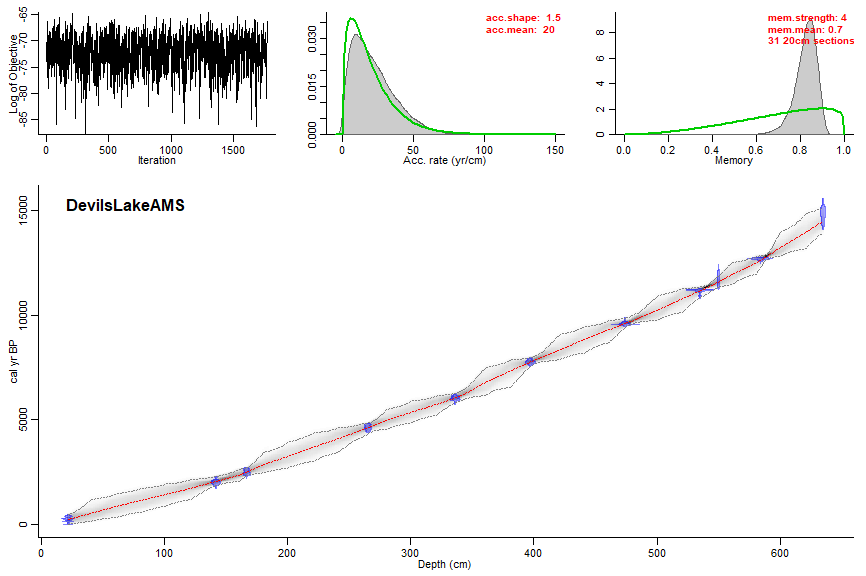 -85 -80 -75 -70 -65
Log of Objective
0 500 1000 1500
Iteration
acc.shape: 1.5
acc.mean: 20
0.000 0.015 0.030
0 50 100 150
Acc. rate (yr/cm)
mem.strength: 4
mem.mean: 0.7
31 20cm sections
0 2 4 6 8
0.0 0.2 0.4 0.6 0.8 1.0
Memory
DevilsLakeAMS
0 5000 10000 15000
cal yr BP
0 100 200 300 400 500 600
Depth (cm)